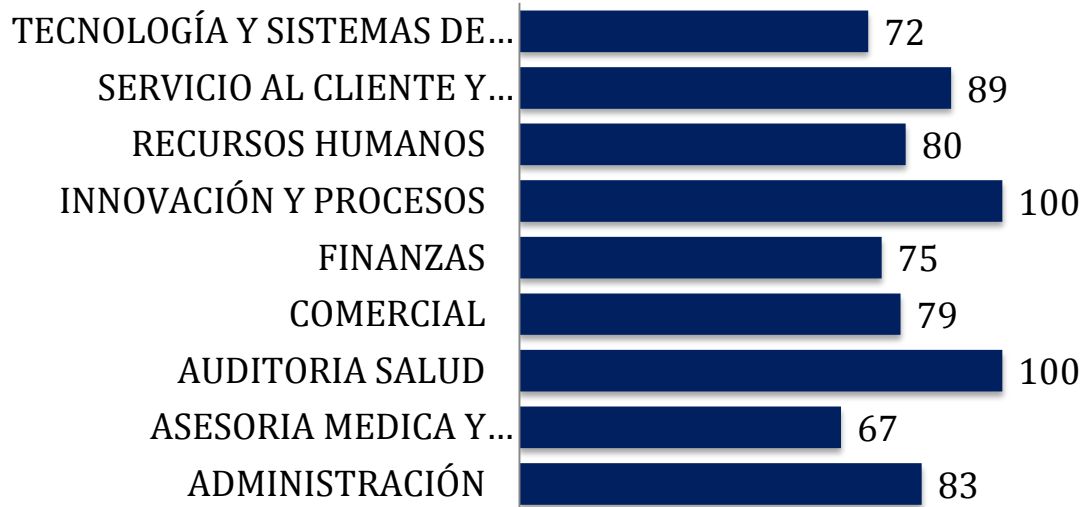 TECNOLOGÍA Y SISTEMAS DE... 72
SERVICIO AL CLIENTE Y... 89
RECURSOS HUMANOS 80
INNOVACIÓN Y PROCESOS 100
FINANZAS 75
COMERCIAL 79
AUDITORIA SALUD 100
ASESORIA MEDICA Y... 67
ADMINISTRACIÓN 83